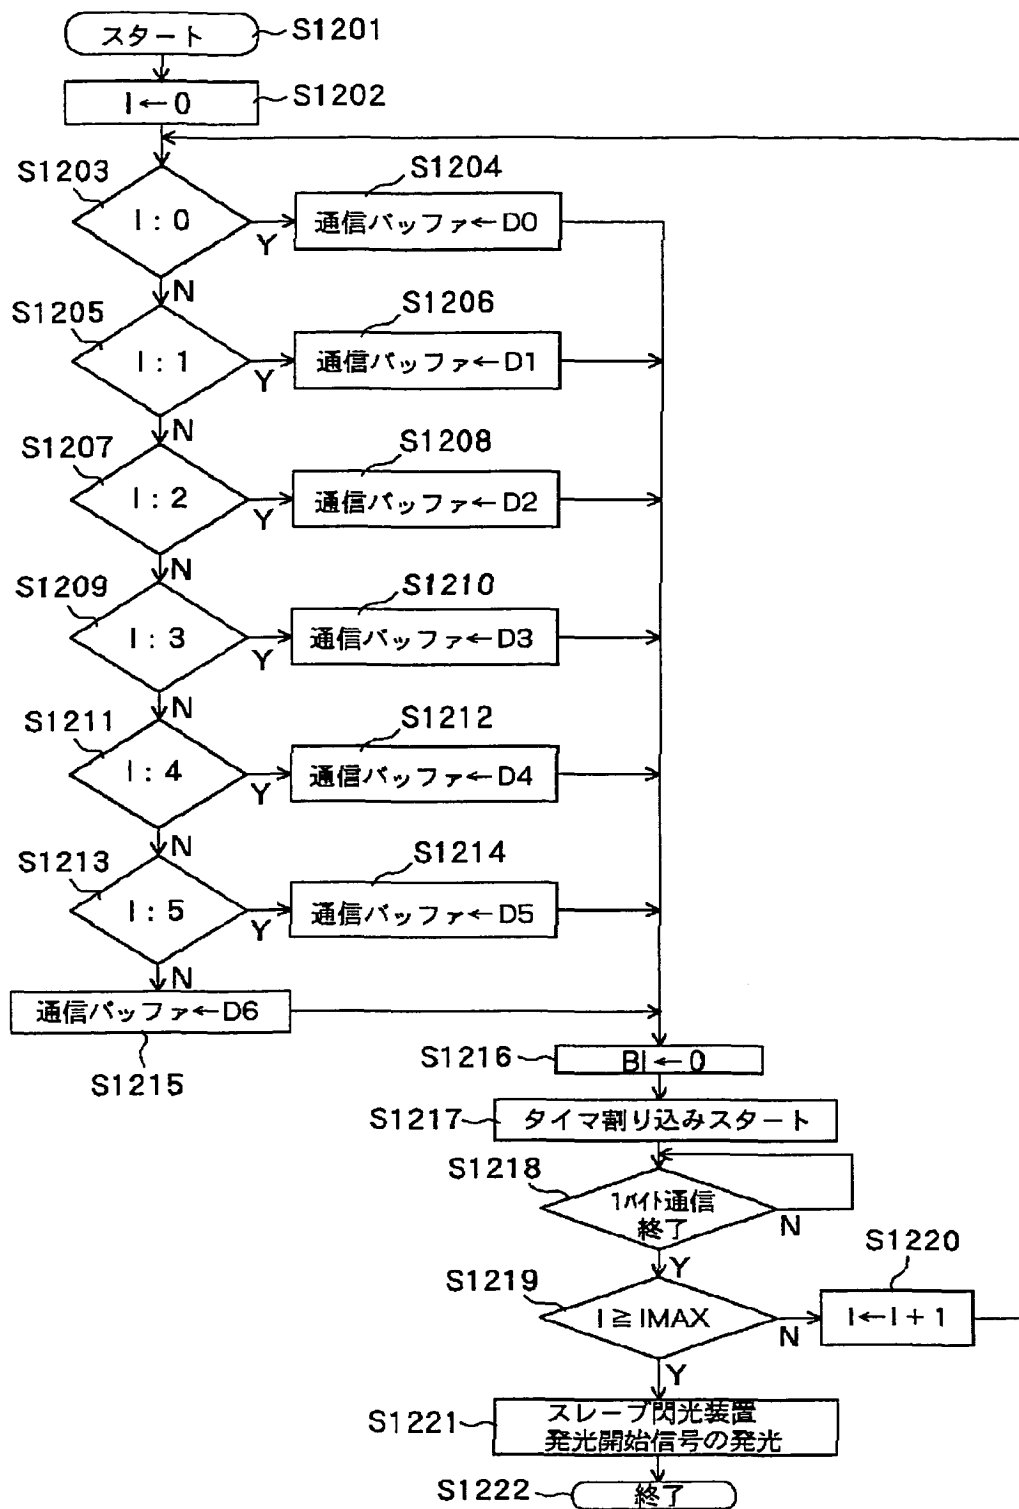 スタート
S1201
I←0
S1202
S1203
I:0
Y
N
S1204
通信バッファ←D0
S1205
I:1
Y
N
S1206
通信バッファ←D1
S1207
I:2
Y
N
S1208
通信バッファ←D2
S1209
I:3
Y
N
S1210
通信バッファ←D3
S1211
I:4
Y
N
S1212
通信バッファ←D4
S1213
I:5
Y
N
S1214
通信バッファ←D5
通信バッファ←D6
S1215
S1216
BI←0
S1217
タイマ割り込みスタート
S1218
1バイト通信
終了
N
Y
S1219
I≧IMAX
N
Y
S1220
I←I+1
S1221
スレーブ閃光装置
発光開始信号の発光
S1222
終了